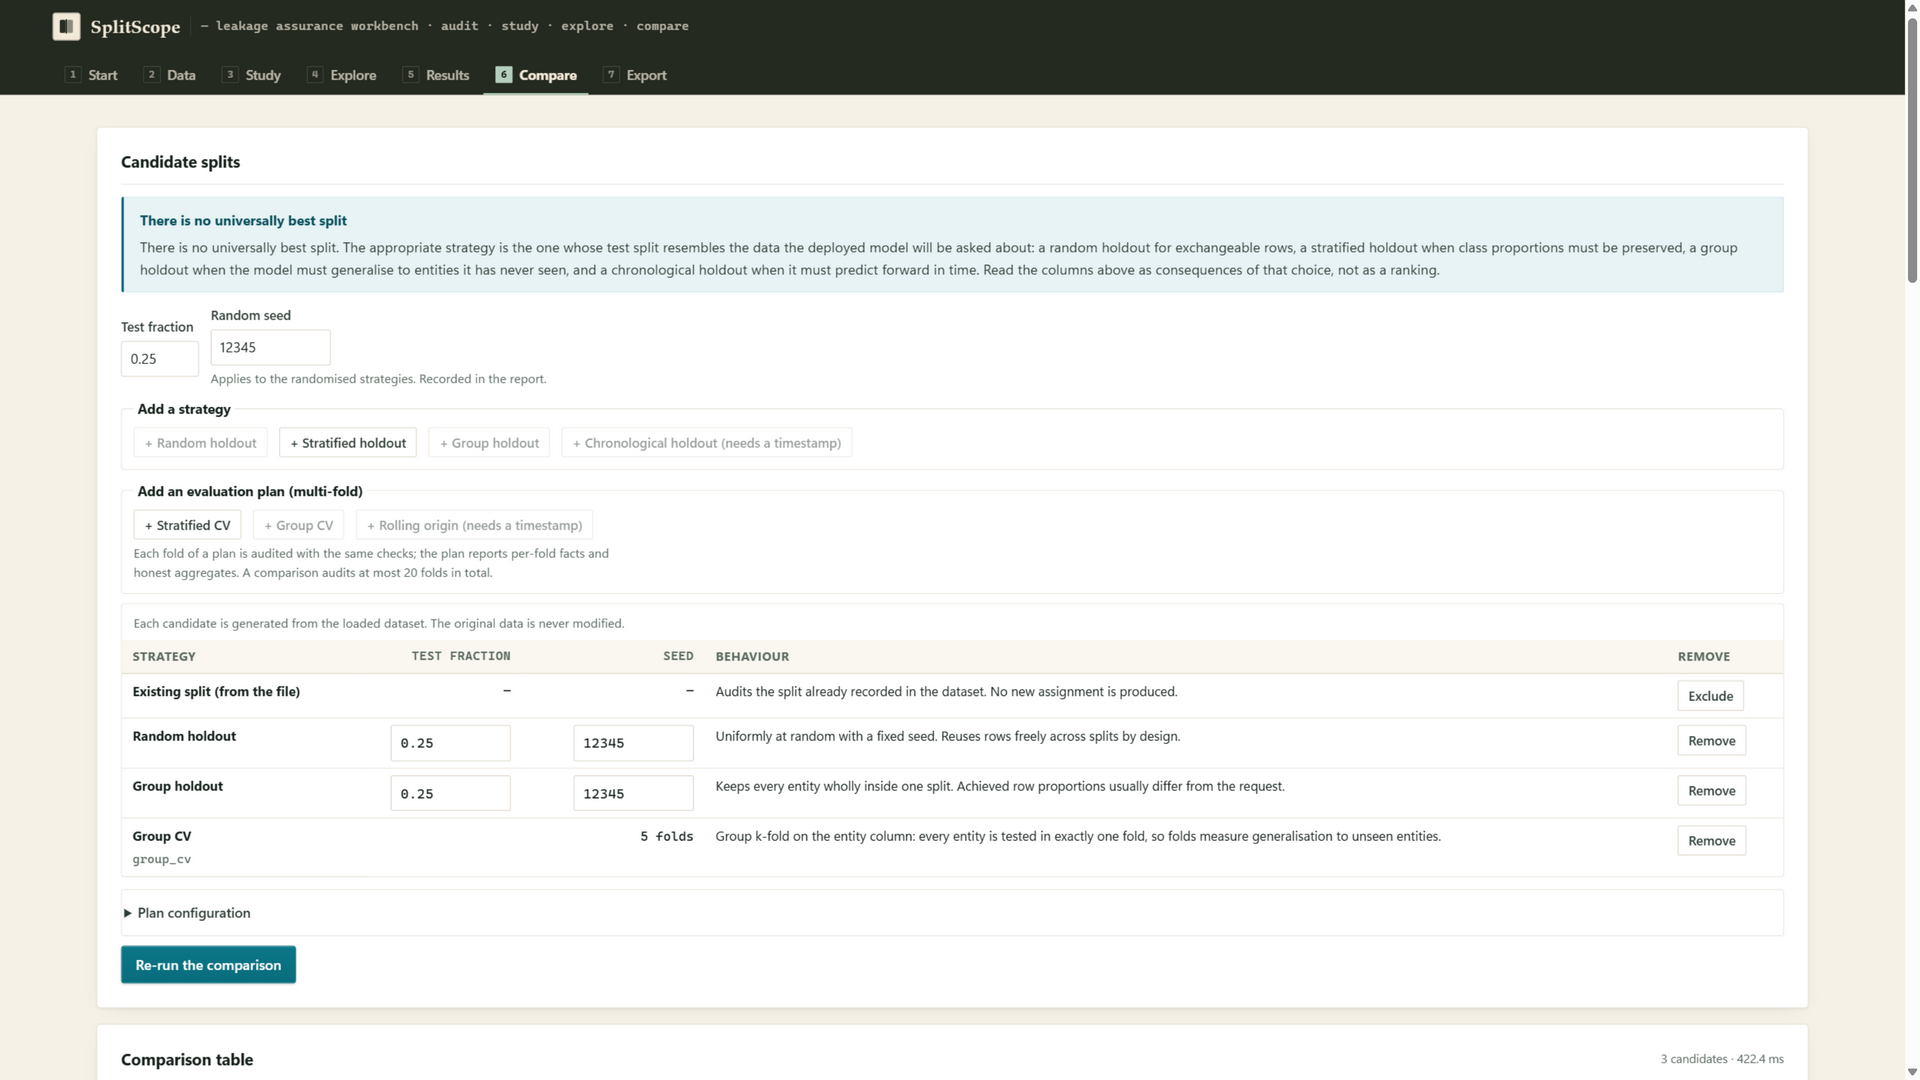 SplitScope
— leakage assurance workbench · audit · study · explore · compare
1 Start
2 Data
3 Study
4 Explore
5 Results
6 Compare
7 Export
Candidate splits
There is no universally best split
There is no universally best split. The appropriate strategy is the one whose test split resembles the data the deployed model will be asked about: a random holdout for exchangeable rows, a stratified holdout when class proportions must be preserved, a group
holdout when the model must generalise to entities it has never seen, and a chronological holdout when it must predict forward in time. Read the columns above as consequences of that choice, not as a ranking.
Test fraction
0.25
Random seed
12345
Applies to the randomised strategies. Recorded in the report.
Add a strategy
+ Random holdout
+ Stratified holdout
+ Group holdout
+ Chronological holdout (needs a timestamp)
Add an evaluation plan (multi-fold)
+ Stratified CV
+ Group CV
+ Rolling origin (needs a timestamp)
Each fold of a plan is audited with the same checks; the plan reports per-fold facts and
honest aggregates. A comparison audits at most 20 folds in total.
Each candidate is generated from the loaded dataset. The original data is never modified.
STRATEGY TEST FRACTION SEED BEHAVIOUR REMOVE
Existing split (from the file) — — Audits the split already recorded in the dataset. No new assignment is produced. Exclude
Random holdout 0.25 12345 Uniformly at random with a fixed seed. Reuses rows freely across splits by design. Remove
Group holdout 0.25 12345 Keeps every entity wholly inside one split. Achieved row proportions usually differ from the request. Remove
Group CV 5 folds Group k-fold on the entity column: every entity is tested in exactly one fold, so folds measure generalisation to unseen entities. Remove
group_cv
Plan configuration
Re-run the comparison
Comparison table
3 candidates · 422.4 ms